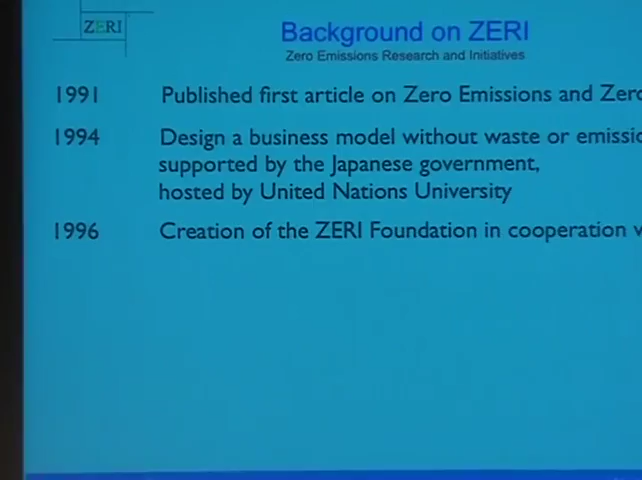 ZERI
Background on ZERI
Zero Emissions Research and Initiatives
1991 Published first article on Zero Emissions and Zero
1994 Design a business model without waste or
supported by the Japanese government,
hosted by United Nations University
1996 Creation of the ZERI Foundation in cooperation